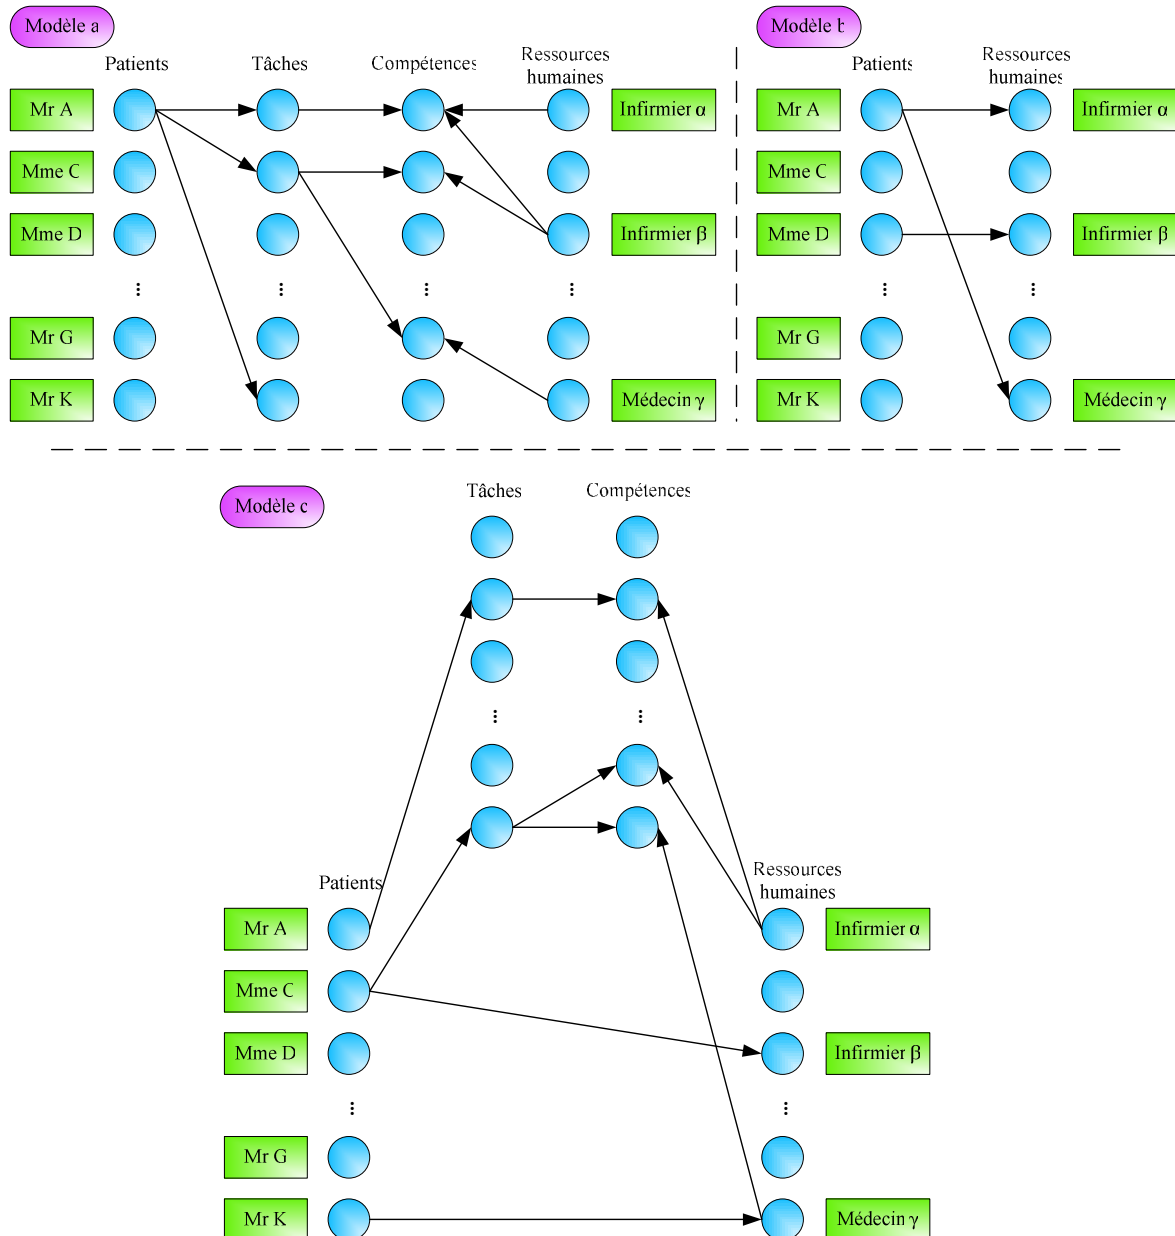 Modèle a
Patients
Tâches
Compétences
Ressources
humaines
Mr A
Infirmier α
Mme C
Mme D
Infirmier β
...
...
...
...
Mr G
Mr K
Médecin γ
Modèle b
Patients
Ressources
humaines
Mr A
Infirmier α
Mme C
Mme D
Infirmier β
...
...
Mr G
Mr K
Médecin γ
Modèle c
Tâches
Compétences
...
...
Patients
Ressources
humaines
Mr A
Infirmier α
Mme C
Mme D
Infirmier β
...
...
Mr G
Mr K
Médecin γ